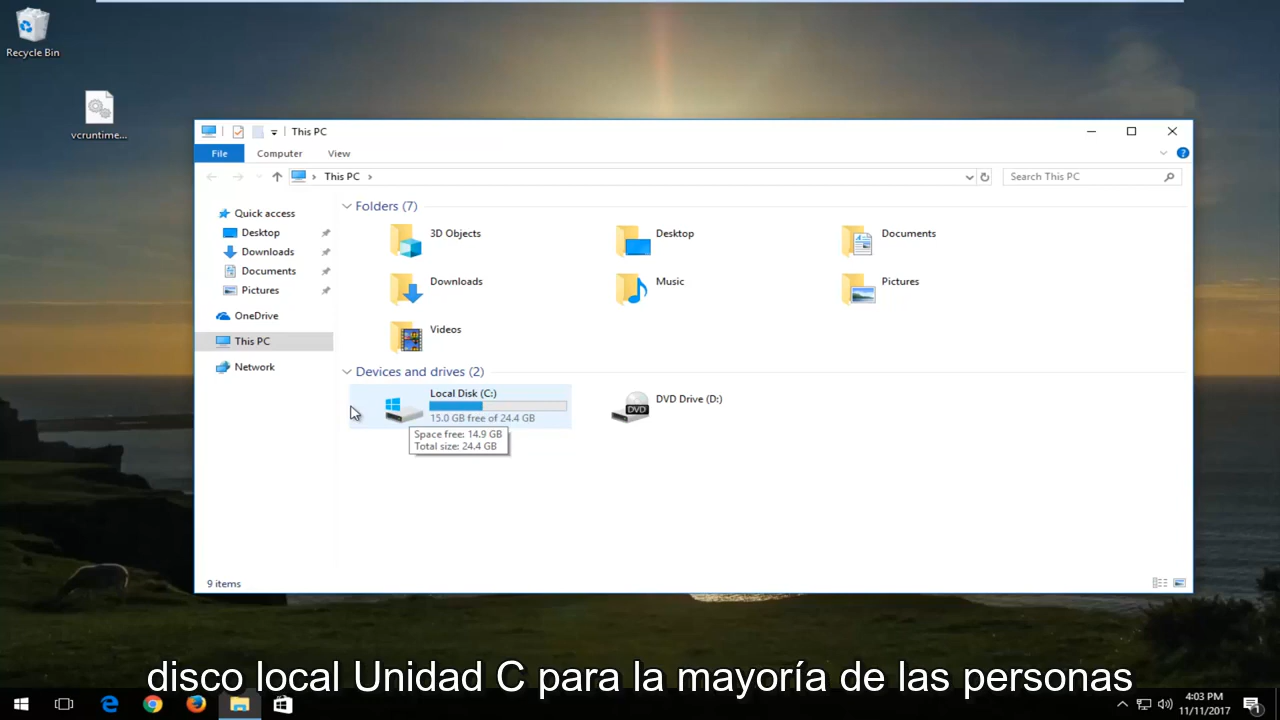 Recycle Bin
vcruntime...
This PC
File
Computer
View
This PC
Search This PC
Quick access
Desktop
Downloads
Documents
Pictures
OneDrive
This PC
Network
Folders (7)
3D Objects
Desktop
Documents
Downloads
Music
Pictures
Videos
Devices and drives (2)
Local Disk (C:)
15.0 GB free of 24.4 GB
DVD
DVD Drive (D:)
Space free: 14.9 GB
Total size: 24.4 GB
9 items
disco local Unidad C para la mayoría de las personas
4:03 PM
11/11/2017
1